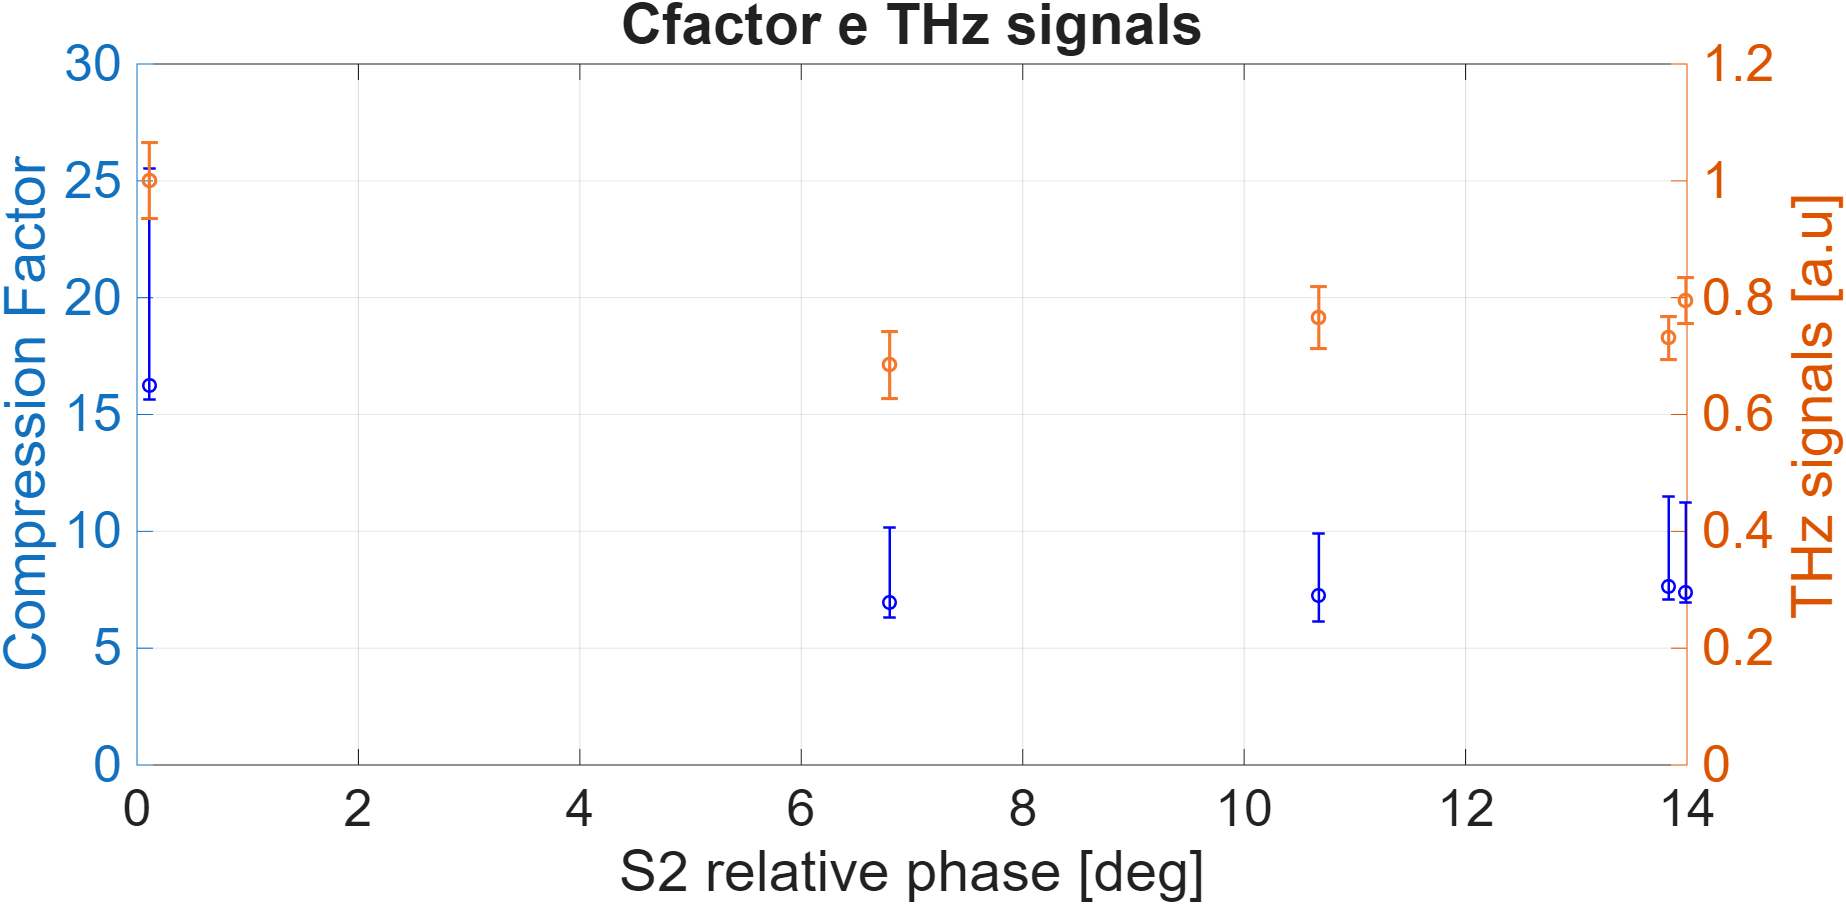 Cfactor e THz signals
30
25
20
15
10
5
0
Compression Factor
1.2
1
0.8
0.6
0.4
0.2
0
THz signals [a.u]
0 2 4 6 8 10 12 14
S2 relative phase [deg]